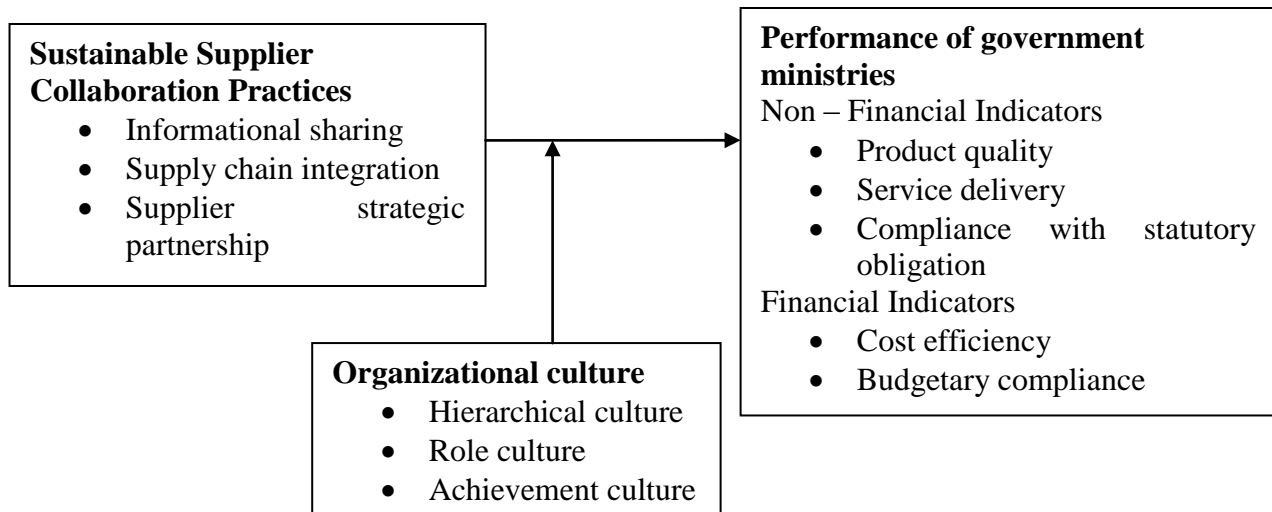 Sustainable Supplier
Collaboration Practices
• Informational sharing
• Supply chain integration
• Supplier strategic
partnership
Performance of government
ministries
Non – Financial Indicators
• Product quality
• Service delivery
• Compliance with statutory
obligation
Financial Indicators
• Cost efficiency
• Budgetary compliance
Organizational culture
• Hierarchical culture
• Role culture
• Achievement culture